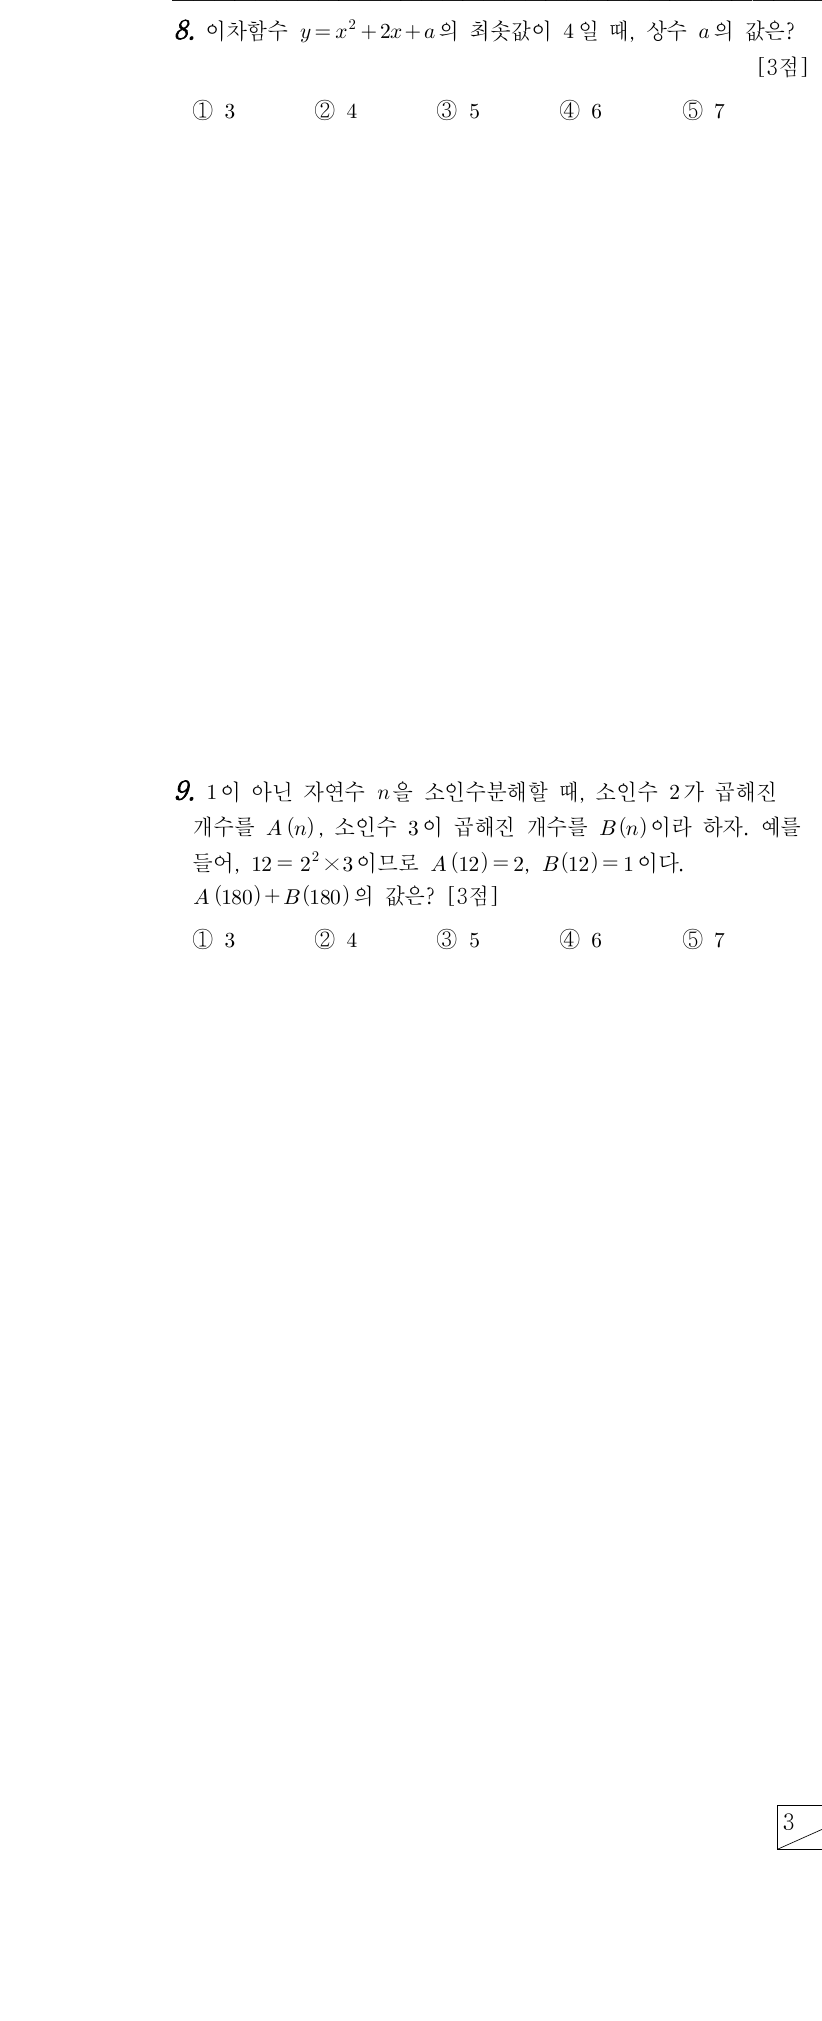 8. 이차함수 y=x²+2x+a의 최솟값이 4일 때, 상수 a의 값은?
[3점]
① 3 ② 4 ③ 5 ④ 6 ⑤ 7
9. 1이 아닌 자연수 n을 소인수분해할 때, 소인수 2가 곱해진
개수를 A(n), 소인수 3이 곱해진 개수를 B(n)이라 하자. 예를
들어, 12=2²×3이므로 A(12)=2, B(12)=1이다.
A(180)+B(180)의 값은? [3점]
① 3 ② 4 ③ 5 ④ 6 ⑤ 7
3